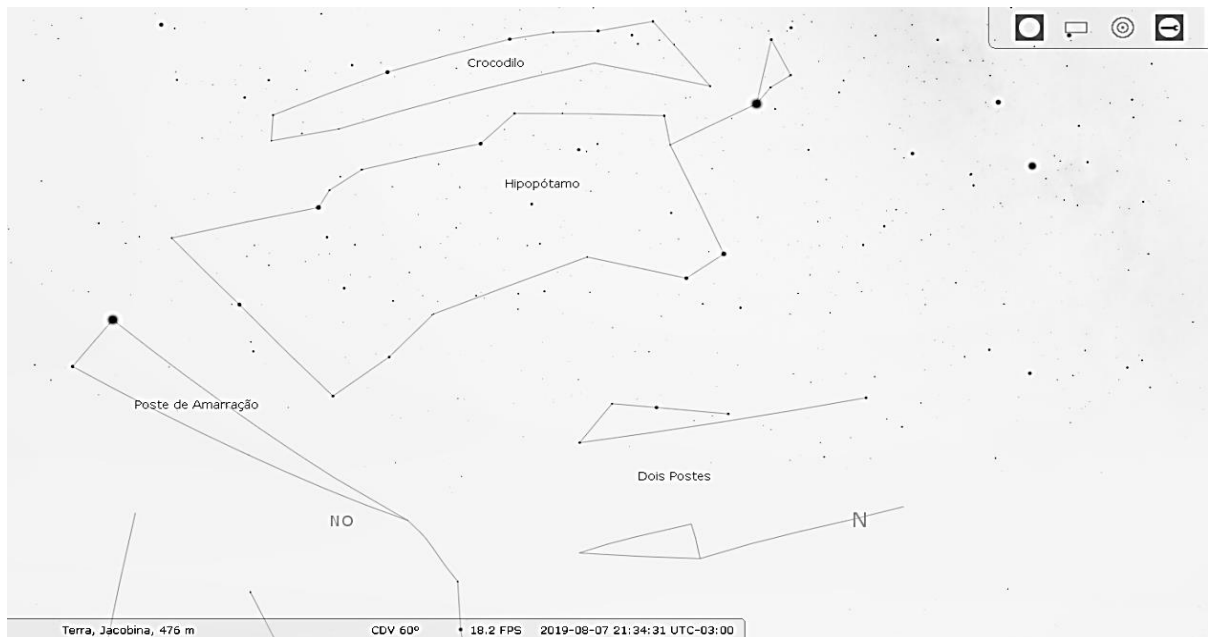 Crocodilo
Hipopótamo
Poste de Amarração
Dois Postes
NO
N
Terra, Jacobina, 476 m CDV 60º 18.2 FPS 2019-08-07 21:34:31 UTC-03:00